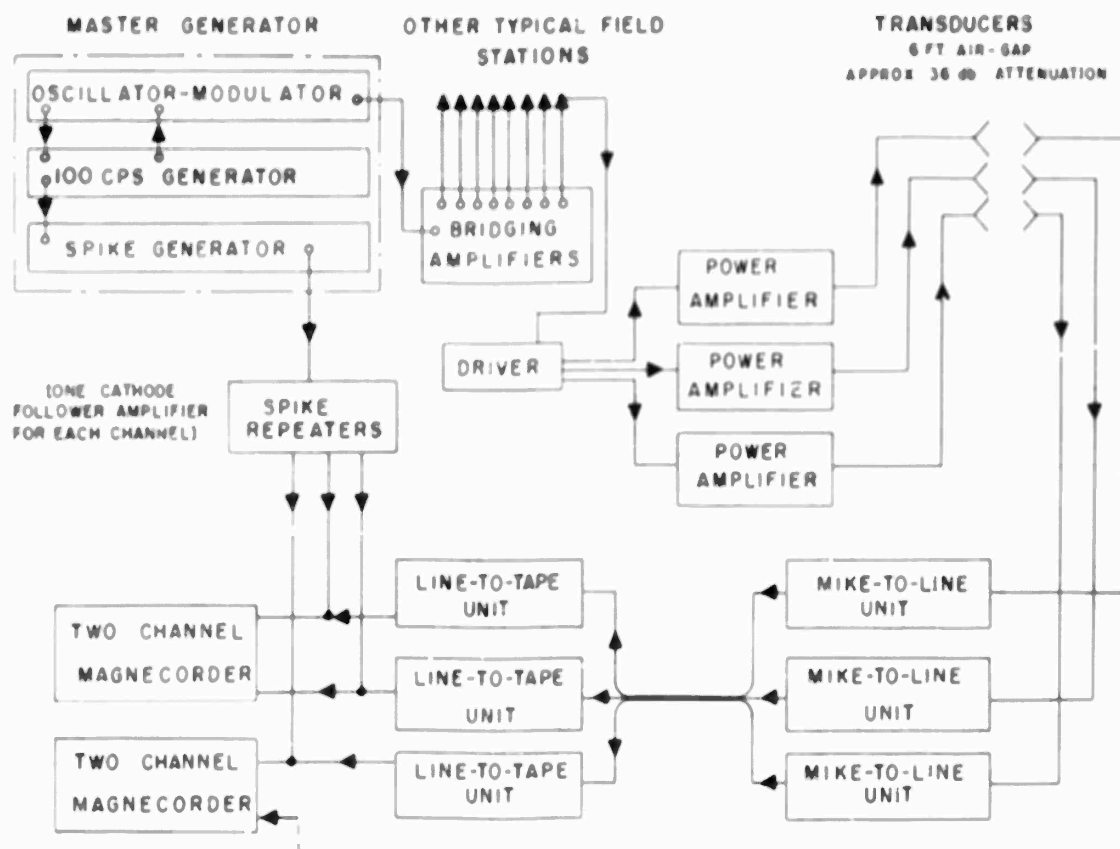 MASTER GENERATOR
OSCILLATOR-MODULATOR
100 CPS GENERATOR
SPIKE GENERATOR
OTHER TYPICAL FIELD
STATIONS
BRIDGING
AMPLIFIERS
TRANSDUCERS
6 FT AIR-GAP
APPROX 36 db ATTENUATION
POWER
AMPLIFIER
DRIVER
POWER
AMPLIFIER
POWER
AMPLIFIER
(ONE CATHODE
FOLLOWER AMPLIFIER
FOR EACH CHANNEL)
SPIKE
REPEATERS
TWO CHANNEL
MAGNECORDER
LINE-TO-TAPE
UNIT
MIKE-TO-LINE
UNIT
LINE-TO-TAPE
UNIT
MIKE-TO-LINE
UNIT
TWO CHANNEL
MAGNECORDER
LINE-TO-TAPE
UNIT
MIKE-TO-LINE
UNIT